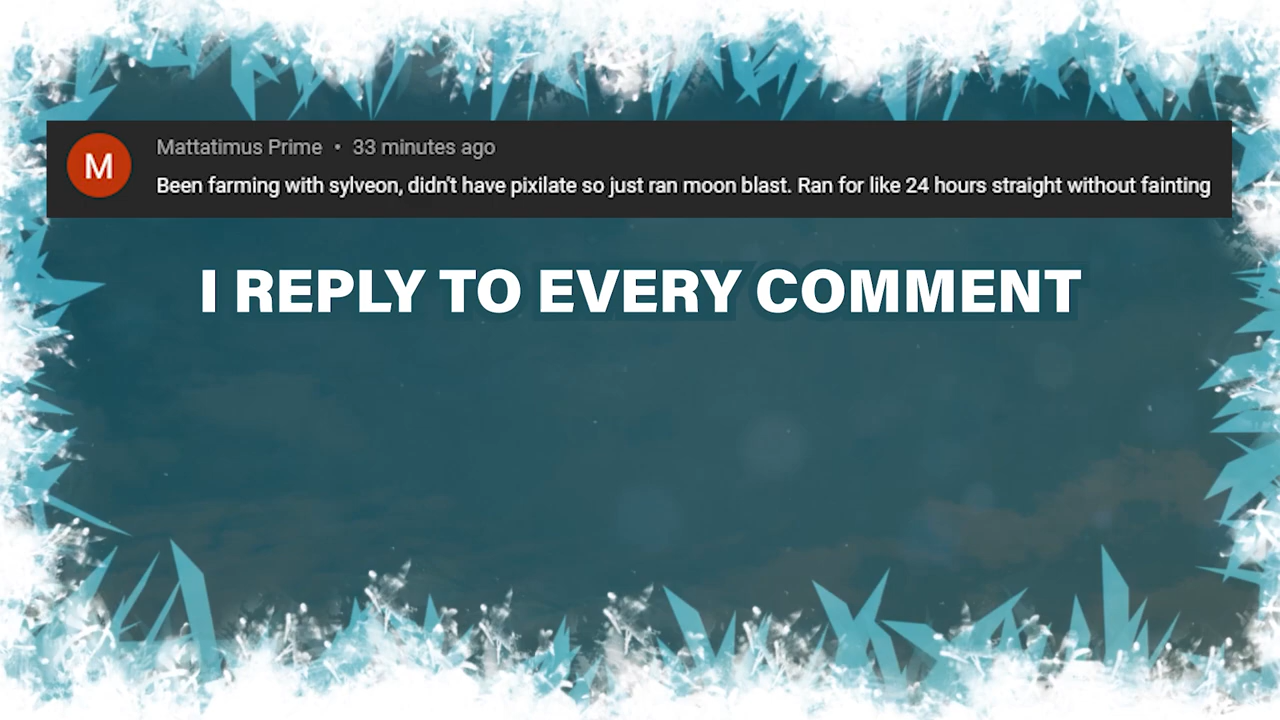 M
Mattatimus Prime • 33 minutes ago
Been farming with sylveon, didn't have pixilate so just ran moon blast. Ran for like 24 hours straight without fainting
I REPLY TO EVERY COMMENT